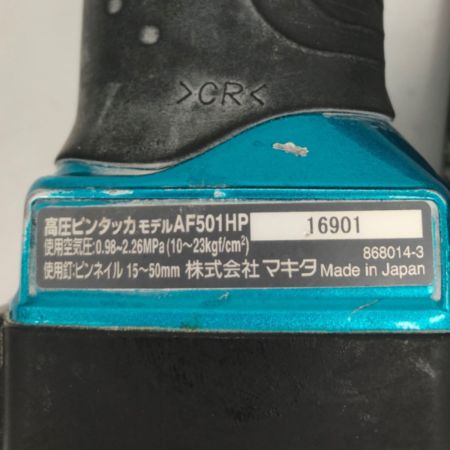 >CR<
高圧ピンタッカ モデルAF501HP 16901
使用空気圧:0.98~2.26MPa(10~23kgf/cm²)
868014-3
使用釘:ピンネイル 15~50mm 株式会社マキタ Made in Japan